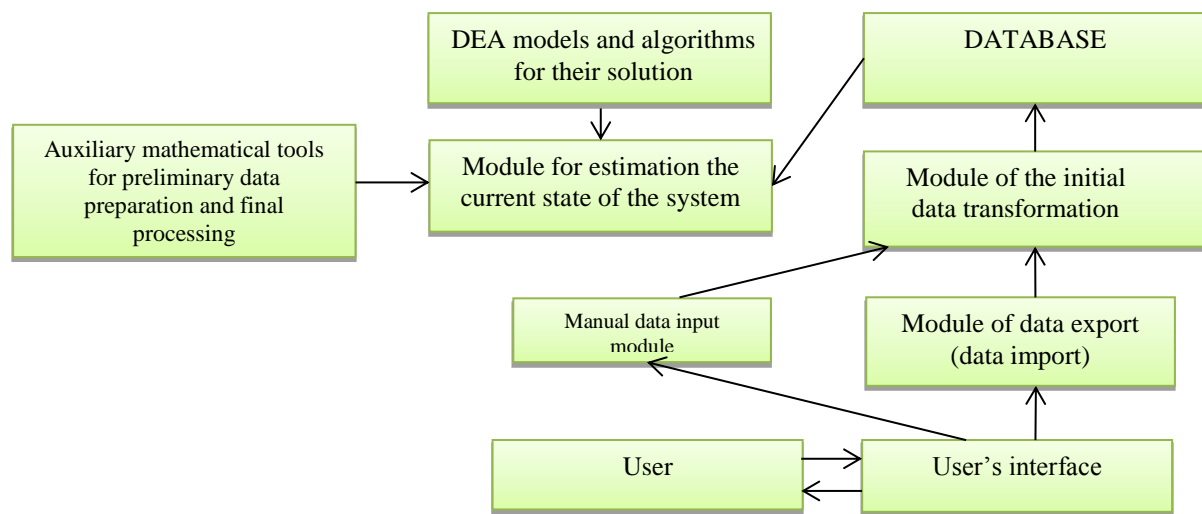 DEA models and algorithms
for their solution
DATABASE
Auxiliary mathematical tools
for preliminary data
preparation and final
processing
Module for estimation the
current state of the system
Module of the initial
data transformation
Manual data input
module
Module of data export
(data import)
User
User’s interface